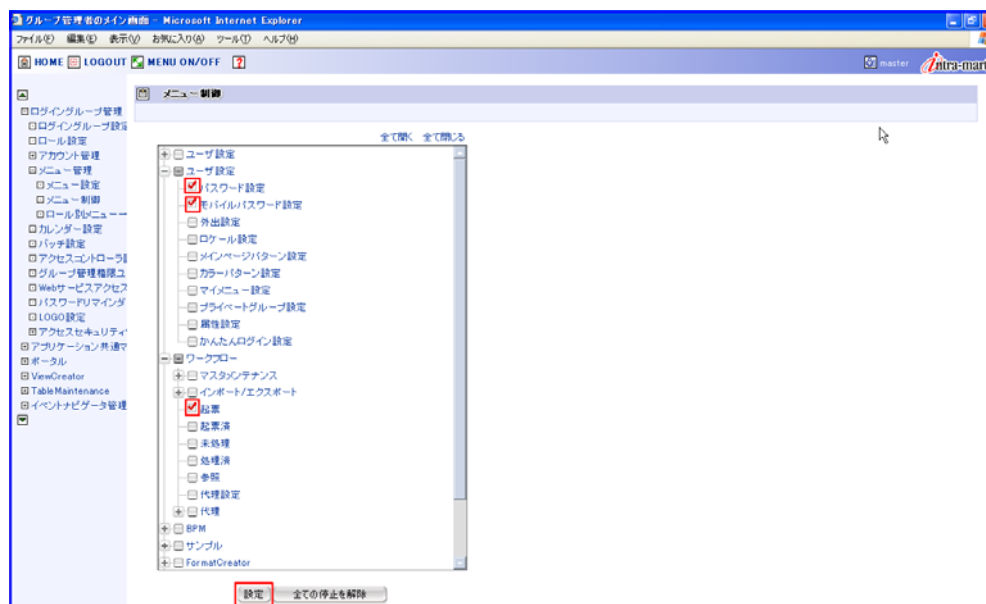 グループ管理者のメイン画面 - Microsoft Internet Explorer
ファイル(F) 編集(E) 表示(V) お気に入り(A) ツール(T) ヘルプ(H)
HOME LOGOUT MENU ON/OFF ?
master intra-mart
メニュー制御
ログイングループ管理
ログイングループ設定
ロール設定
アカウント管理
メニュー管理
メニュー設定
メニュー制御
ロール別メニュー一
カレンダー設定
バッチ設定
アクセスコントローラ
グループ管理権限ユ
Webサービスアクセス
パスワードリマインダ
LOGO設定
アクセスセキュリティ
アプリケーション共通マ
ポータル
ViewCreator
TableMaintenance
イベントナビゲータ管理
全て開く 全て閉じる
ユーザ設定
ユーザ設定
パスワード設定
モバイルパスワード設定
外出設定
ロケール設定
メインページパターン設定
カラーパターン設定
マイメニュー設定
プライベートグループ設定
属性設定
かんたんログイン設定
ワークフロー
マスタメンテナンス
インポート/エクスポート
起票
起票済
未処理
処理済
参照
代理設定
代理
BPM
サンプル
FormatCreator
設定 全ての停止を解除